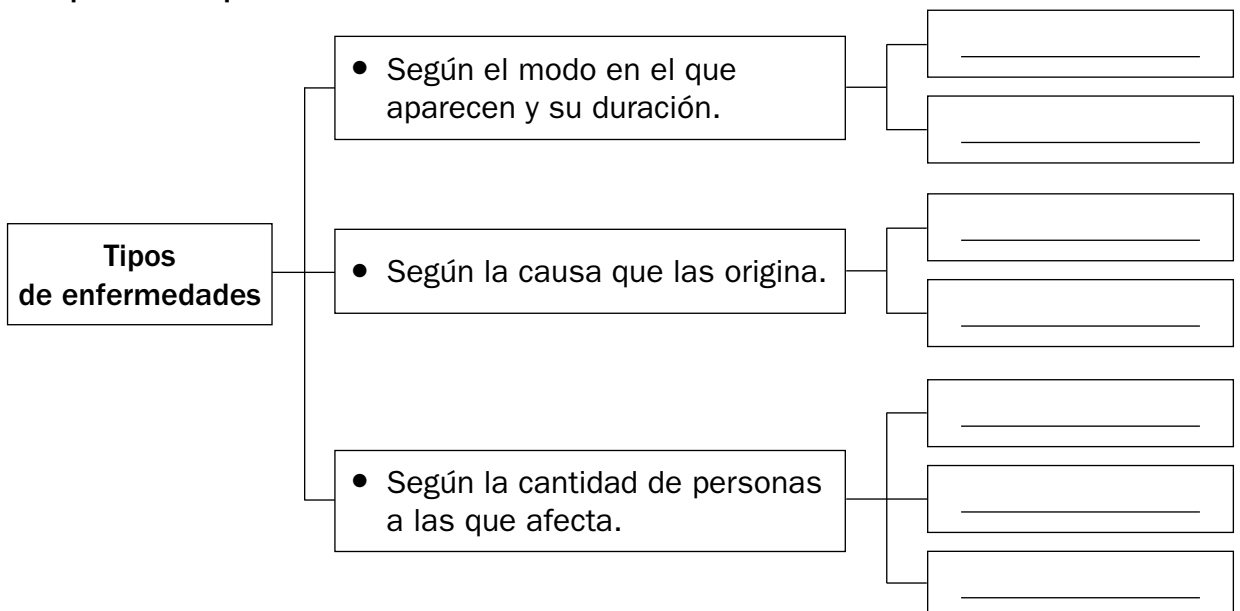 • Según el modo en el que
aparecen y su duración.
Tipos
de enfermedades
• Según la causa que las origina.
• Según la cantidad de personas
a las que afecta.